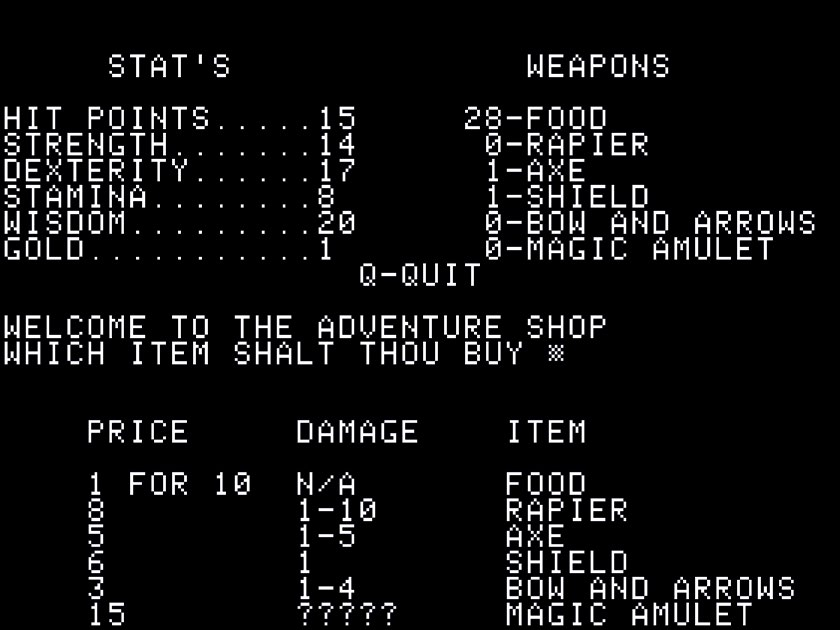 STAT'S WEAPONS
HIT POINTS.....15 28-FOOD
STRENGTH.......14 0-RAPIER
DEXTERITY......17 1-AXE
STAMINA........8 1-SHIELD
WISDOM.........20 0-BOW AND ARROWS
GOLD...........1 0-MAGIC AMULET
Q-QUIT
WELCOME TO THE ADVENTURE SHOP
WHICH ITEM SHALT THOU BUY
PRICE DAMAGE ITEM
1 FOR 10 N/A FOOD
8 1-10 RAPIER
5 1-5 AXE
6 1 SHIELD
3 1-4 BOW AND ARROWS
15 ????? MAGIC AMULET